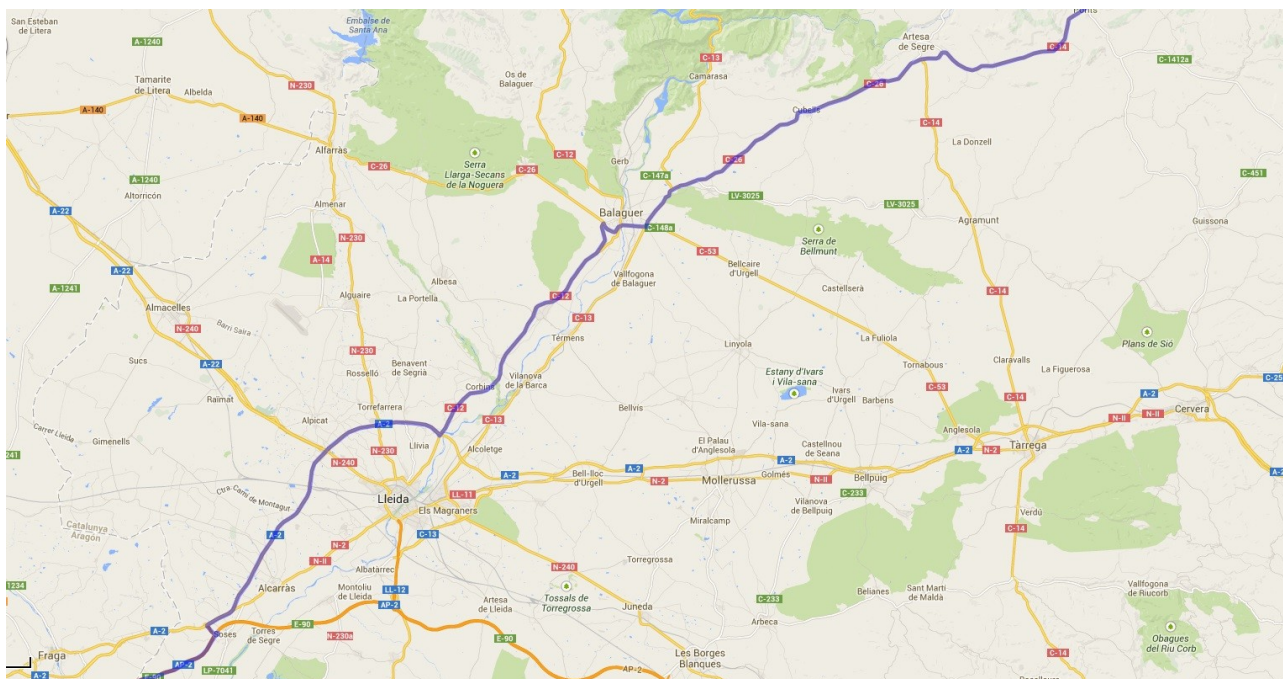 San Esteban
de Litera
A-1240
Embalse de
Santa Ana
Artesa
de Segre
C-14
C-13
Camarasa
Os de
Balaguer
C-1412a
Tamarite
de Litera
Albelda
N-230
C-26
A-140
A-140
Cubells
C-14
La Donzell
Alfarràs
C-26
Serra
Llarga-Secans
de la Noguera
C-12
C-26
Gerb
C-26
C-147a
C-451
A-1240
Altorricón
LV-3025
LV-3025
Almenar
A-22
Balaguer
Agramunt
Guissona
C-148a
Serra de
Bellmunt
N-230
C-53
A-14
A-22
Bellcaire
d'Urgell
Vallfogona
de Balaguer
Albesa
Castellserà
A-1241
Alguaire
La Portella
C-12
C-14
Almacelles
C-13
Barri Saira
N-240
Plans de Sió
Térmens
Linyola
La Fuliola
N-230
Sucs
A-22
Benavent
de Segrià
Claravalls
Rosselló
Tornabous
La Figuerosa
Estany d'Ivars
i Vila-sana
Vilanova
de la Barca
Corbins
C-53
C-25
Raïmat
Ivars
d'Urgell
Barbens
A-2
C-14
Cervera
Torrefarrera
C-12
Bellvis
N-II
N-II
Alpicat
C-13
A-2
Vila-sana
Carrer Lleida
Anglesola
Gimenells
Llívia
El Palau
d'Anglesola
Castellnou
de Seana
Tàrrega
241
N-230
Alcoletge
A-2
N-2
N-240
A-2
A-2
A-2
A-2
Bell-lloc
d'Urgell
Golmés
Bellpuig
N-2
Mollerussa
N-II
Ctra. Camí de Montagut
Lleida
LL-11
C-233
Els Magraners
Vilanova
de Bellpuig
Verdú
Catalunya
Aragón
Miralcamp
C-14
A-2
C-13
N-2
N-II
Torregrossa
Albatàrrec
N-240
1234
Alcarràs
Montoliu
de Lleida
LL-12
Tossals de
Torregrossa
Belianes
Sant Martí
de Maldà
Vallfogona
de Riucorb
AP-2
Artesa
de Lleida
C-233
Juneda
Arbeca
E-90
A-2
Soses
Torres
de Segre
N-230a
E-90
Obagues
del Riu Corb
Fraga
AP-2
LP-7041
Les Borges
Blanques
C-14
AP-2
A-2